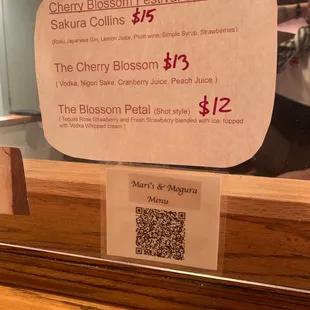 Cherry Blossom Festival
Sakura Collins $15
(Roku Japanese Gin, Lemon Juice, Plum wine, Simple Syrup, Strawberries)
The Cherry Blossom $13
( Vodka, Nigori Sake, Cranberry Juice, Peach Juice )
The Blossom Petal (Shot style) $12
( Tequila Rose Strawberry and Fresh Strawberry blended with ice, topped
with Vodka Whipped cream )
Mari's & Mogura
Menu